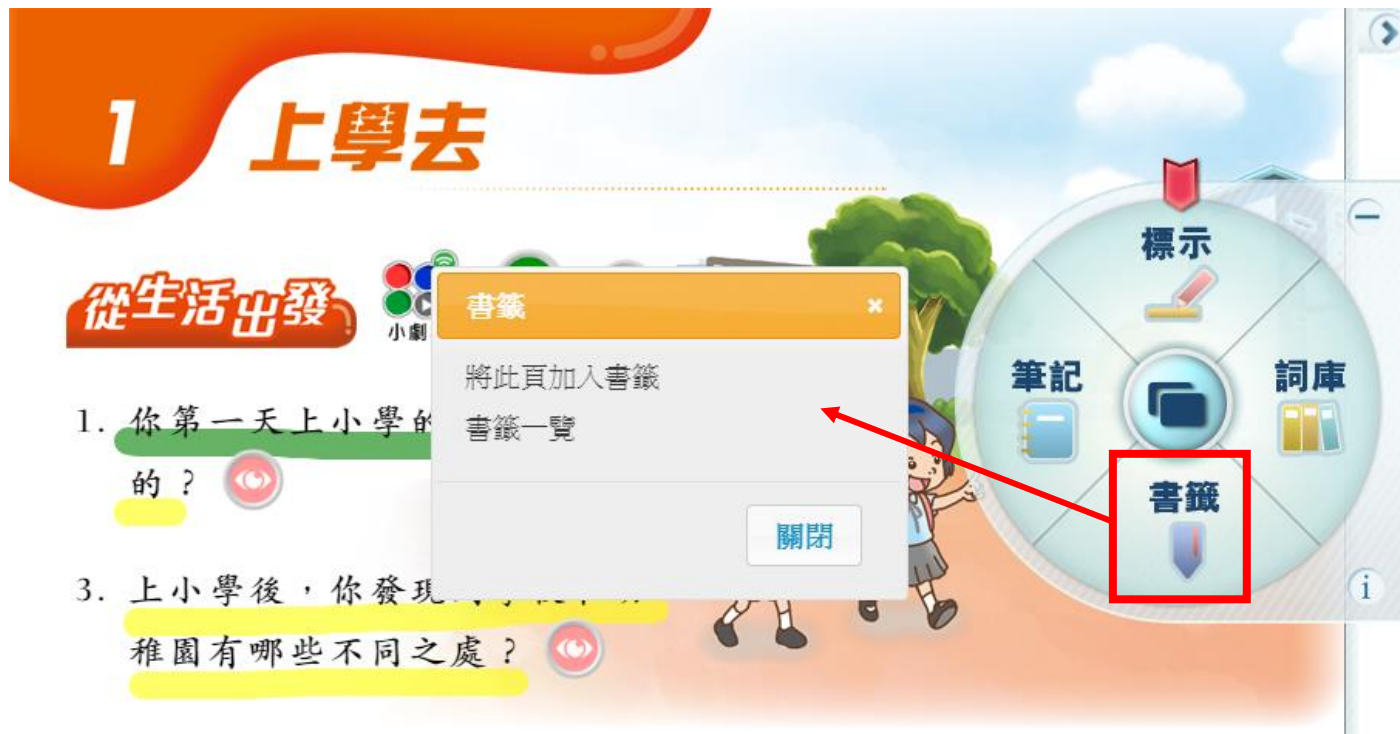 1 上學去
從生活出發
小劇
1. 你第一天上小學的
的?
3. 上小學後,你發現
稚園有哪些不同之處?
書籤 ×
將此頁加入書籤
書籤一覽
關閉
標示
筆記
詞庫
書籤
i